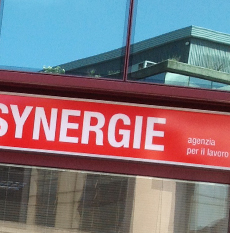 SYNERGIE
agenzia
per il lavoro